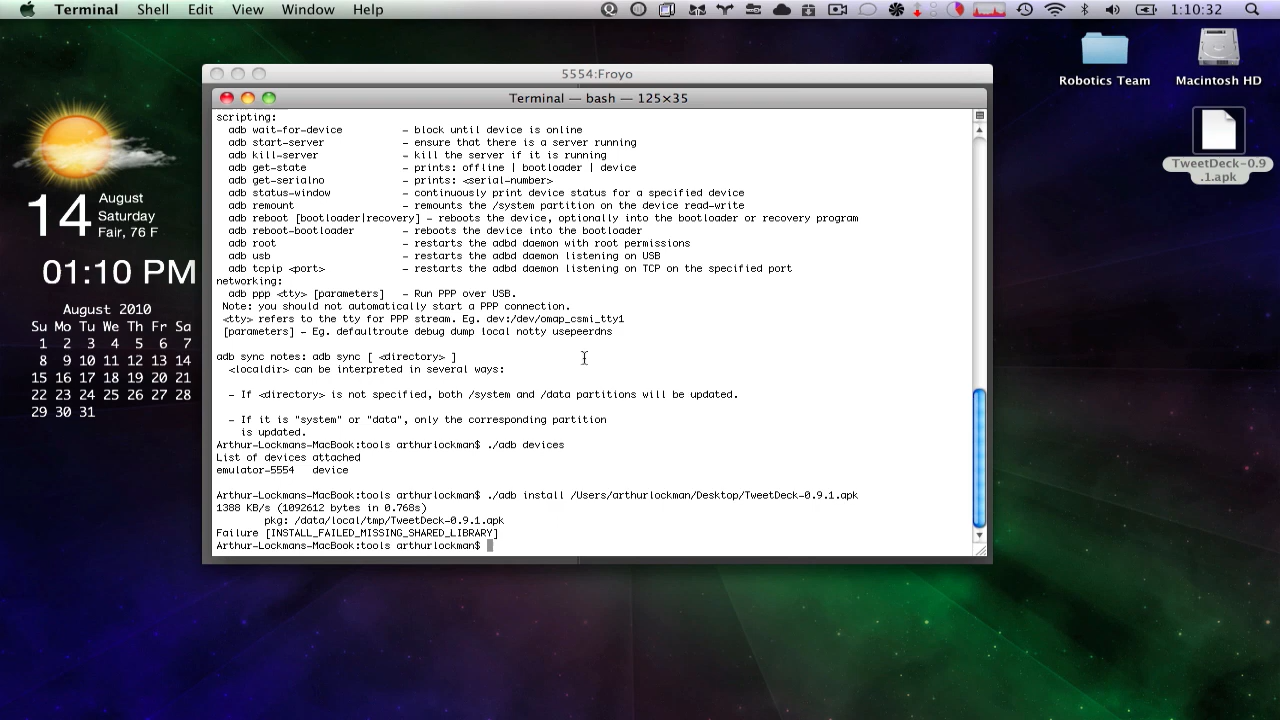 Terminal Shell Edit View Window Help
1:10:32
5554:Froyo
Terminal — bash — 125×35
scripting:
adb wait-for-device – block until device is online
adb start-server – ensure that there is a server running
adb kill-server – kill the server if it is running
adb get-state – prints: offline | bootloader | device
adb get-serialno – prints: <serial-number>
adb status-window – continuously print device status for a specified device
adb remount – remounts the /system partition on the device read-write
adb reboot [bootloader|recovery] – reboots the device, optionally into the bootloader or recovery program
adb reboot-bootloader – reboots the device into the bootloader
adb root – restarts the adbd daemon with root permissions
adb usb – restarts the adbd daemon listening on USB
adb tcpip <port> – restarts the adbd daemon listening on TCP on the specified port
networking:
adb ppp <tty> [parameters] – Run PPP over USB.
Note: you should not automatically start a PPP connection.
<tty> refers to the tty for PPP stream. Eg. dev:/dev/omap_csmi_tty1
[parameters] – Eg. defaultroute debug dump local notty usepeerdns
adb sync notes: adb sync [ <directory> ]
<localdir> can be interpreted in several ways:
– If <directory> is not specified, both /system and /data partitions will be updated.
– If it is "system" or "data", only the corresponding partition
is updated.
Arthur-Lockmans-MacBook:tools arthurlockman$ ./adb devices
List of devices attached
emulator-5554 device
Arthur-Lockmans-MacBook:tools arthurlockman$ ./adb install /Users/arthurlockman/Desktop/TweetDeck-0.9.1.apk
1388 KB/s (1092612 bytes in 0.768s)
pkg: /data/local/tmp/TweetDeck-0.9.1.apk
Failure [INSTALL_FAILED_MISSING_SHARED_LIBRARY]
Arthur-Lockmans-MacBook:tools arthurlockman$
14
August
Saturday
Fair, 76 F
01:10 PM
August 2010
Su Mo Tu We Th Fr Sa
1 2 3 4 5 6 7
8 9 10 11 12 13 14
15 16 17 18 19 20 21
22 23 24 25 26 27 28
29 30 31
Robotics Team
Macintosh HD
TweetDeck-0.9
.1.apk